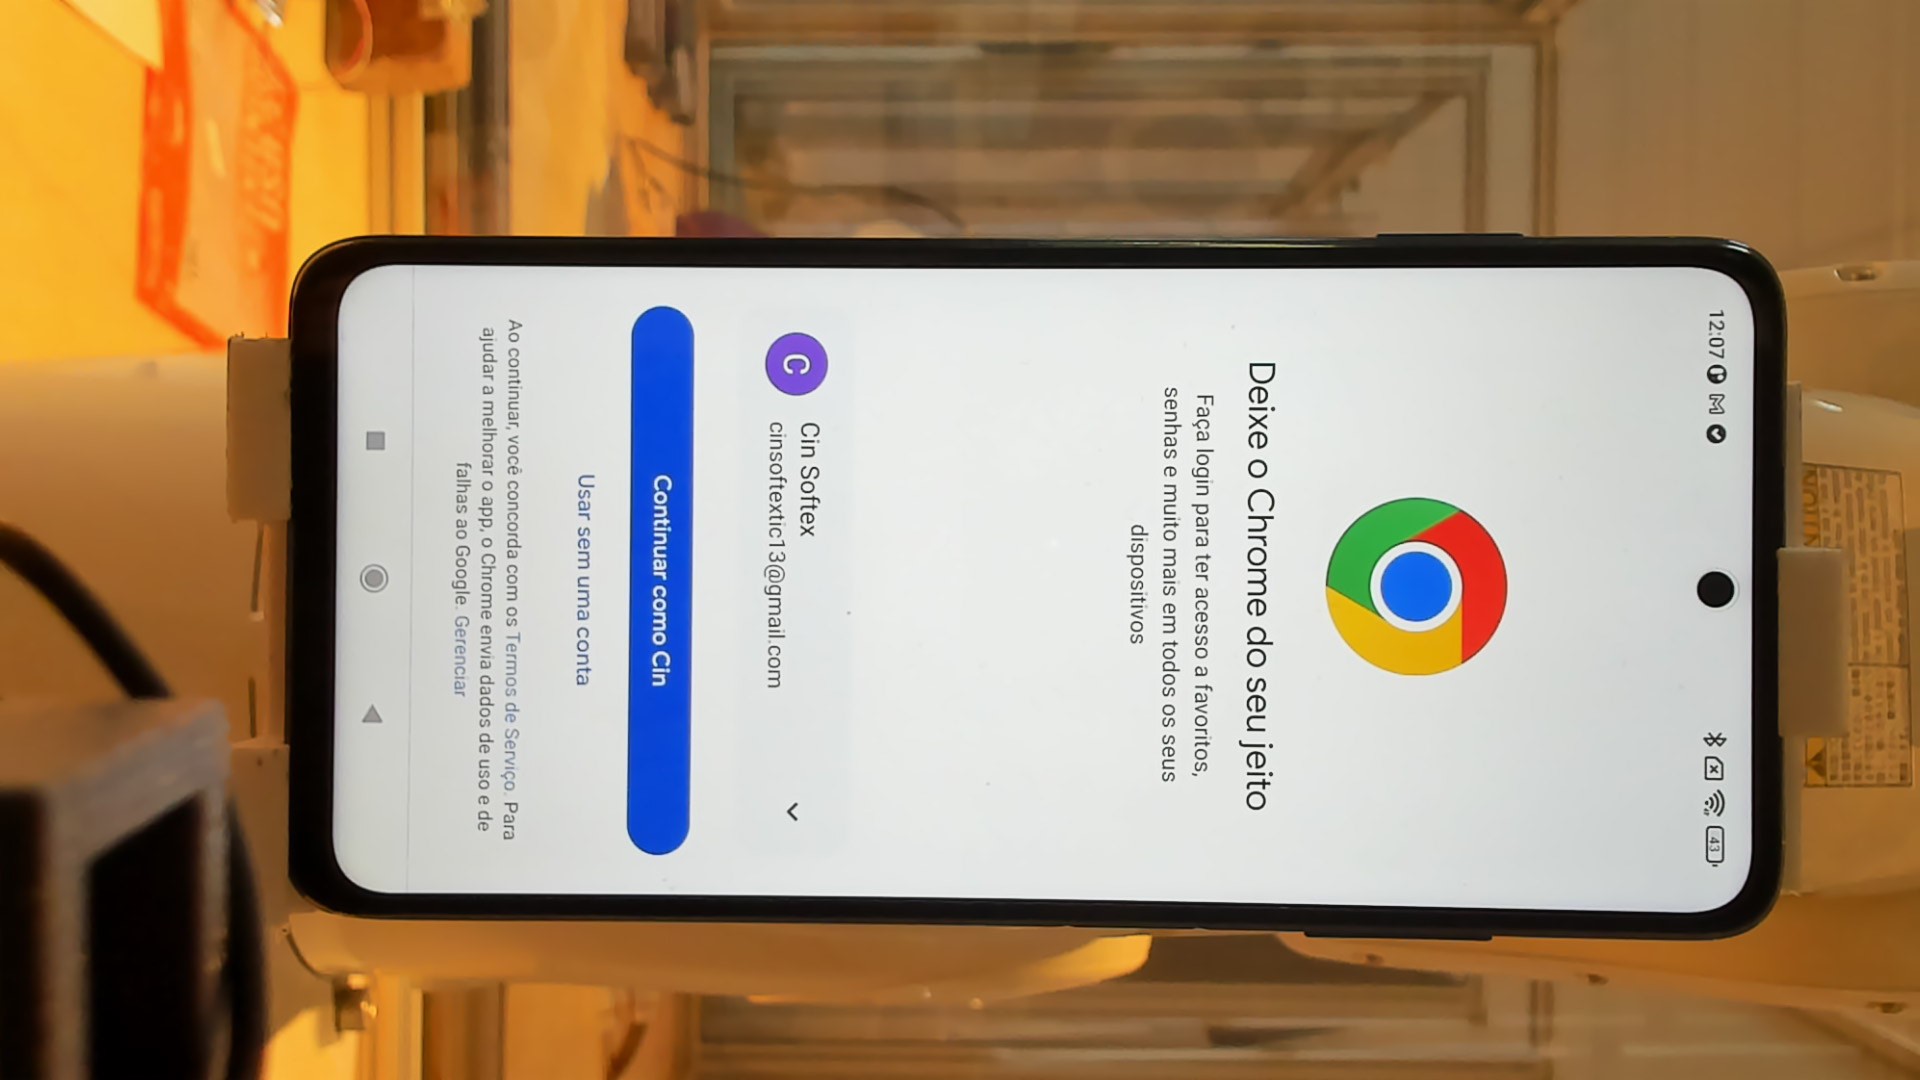 12:07
43
Deixe o Chrome do seu jeito
Faça login para ter acesso a favoritos,
senhas e muito mais em todos os seus
dispositivos
C
Cin Softex
cinsoftextic13@gmail.com
Continuar como Cin
Usar sem uma conta
Ao continuar, você concorda com os Termos de Serviço. Para
ajudar a melhorar o app, o Chrome envia dados de uso e de
falhas ao Google. Gerenciar